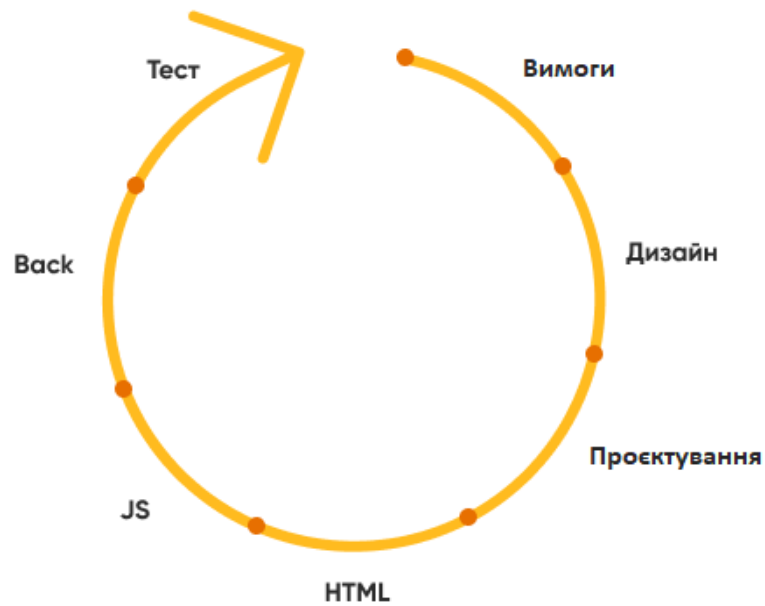 Вимоги
Дизайн
Проєктування
HTML
JS
Back
Тест